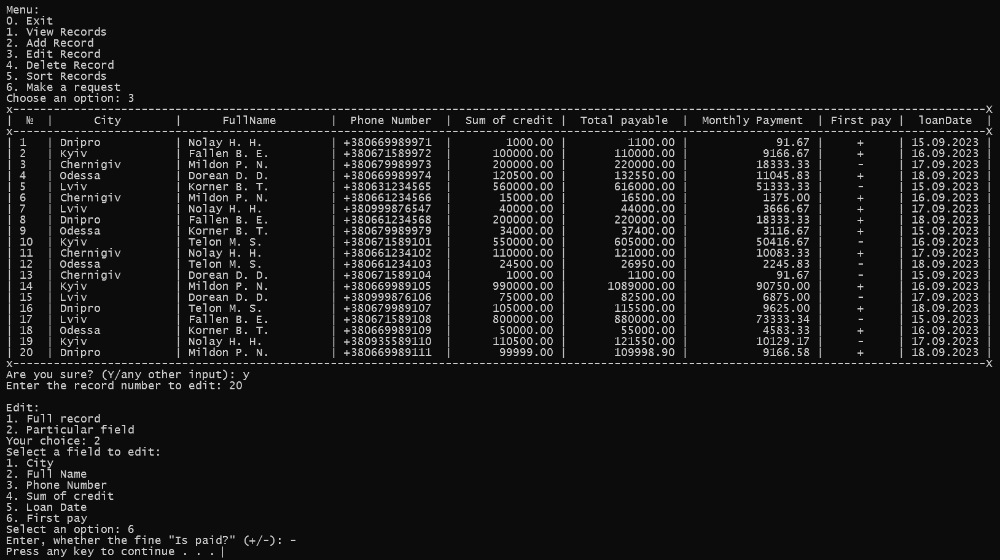 Menu:
0. Exit
1. View Records
2. Add Record
3. Edit Record
4. Delete Record
5. Sort Records
6. Make a request
Choose an option: 3
x------------------------------------------------------------------------------------------------------------------------------------------------X
|  №  |      City        |      FullName        |  Phone Number  |  Sum of credit |  Total payable  |  Monthly Payment  | First pay |  loanDate  |
x------------------------------------------------------------------------------------------------------------------------------------------------X
| 1   | Dnipro           | Nolay H. H.          | +380669989971  |        1000.00 |         1100.00 |             91.67 |     +     | 15.09.2023 |
| 2   | Kyiv             | Fallen B. E.         | +380671589972  |      100000.00 |       110000.00 |           9166.67 |     +     | 16.09.2023 |
| 3   | Chernigiv        | Mildon P. N.         | +380679989973  |      200000.00 |       220000.00 |          18333.33 |     -     | 17.09.2023 |
| 4   | Odessa           | Dorean D. D.         | +380669989974  |      120500.00 |       132550.00 |          11045.83 |     +     | 18.09.2023 |
| 5   | Lviv             | Korner B. T.         | +380631234565  |      560000.00 |       616000.00 |          51333.33 |     -     | 15.09.2023 |
| 6   | Chernigiv        | Mildon P. N.         | +380661234566  |       15000.00 |        16500.00 |           1375.00 |     +     | 16.09.2023 |
| 7   | Lviv             | Nolay H. H.          | +380999876547  |       40000.00 |        44000.00 |           3666.67 |     +     | 17.09.2023 |
| 8   | Dnipro           | Fallen B. E.         | +380661234568  |      200000.00 |       220000.00 |          18333.33 |     +     | 18.09.2023 |
| 9   | Odessa           | Korner B. T.         | +380679989979  |       34000.00 |        37400.00 |           3116.67 |     +     | 15.09.2023 |
| 10  | Kyiv             | Telon M. S.          | +380671589101  |      550000.00 |       605000.00 |          50416.67 |     -     | 16.09.2023 |
| 11  | Chernigiv        | Nolay H. H.          | +380661234102  |      110000.00 |       121000.00 |          10083.33 |     +     | 17.09.2023 |
| 12  | Odessa           | Telon M. S.          | +380661234103  |       24500.00 |        26950.00 |           2245.83 |     -     | 18.09.2023 |
| 13  | Chernigiv        | Dorean D. D.         | +380671589104  |        1000.00 |         1100.00 |             91.67 |     -     | 15.09.2023 |
| 14  | Kyiv             | Mildon P. N.         | +380669989105  |      990000.00 |      1089000.00 |          90750.00 |     +     | 16.09.2023 |
| 15  | Lviv             | Dorean D. D.         | +380999876106  |       75000.00 |        82500.00 |           6875.00 |     -     | 17.09.2023 |
| 16  | Dnipro           | Telon M. S.          | +380679989107  |      105000.00 |       115500.00 |           9625.00 |     +     | 18.09.2023 |
| 17  | Lviv             | Fallen B. E.         | +380671589108  |      800000.00 |       880000.00 |          73333.34 |     -     | 15.09.2023 |
| 18  | Odessa           | Korner B. T.         | +380669989109  |       50000.00 |        55000.00 |           4583.33 |     +     | 16.09.2023 |
| 19  | Kyiv             | Nolay H. H.          | +380935589110  |      110500.00 |       121550.00 |          10129.17 |     -     | 17.09.2023 |
| 20  | Dnipro           | Mildon P. N.         | +380669989111  |       99999.00 |       109998.90 |           9166.58 |     +     | 18.09.2023 |
x------------------------------------------------------------------------------------------------------------------------------------------------X
Are you sure? (Y/any other input): y
Enter the record number to edit: 20
Edit:
1. Full record
2. Particular field
Your choice: 2
Select a field to edit:
1. City
2. Full Name
3. Phone Number
4. Sum of credit
5. Loan Date
6. First pay
Select an option: 6
Enter, whether the fine "Is paid?" (+/-): -
Press any key to continue . . .